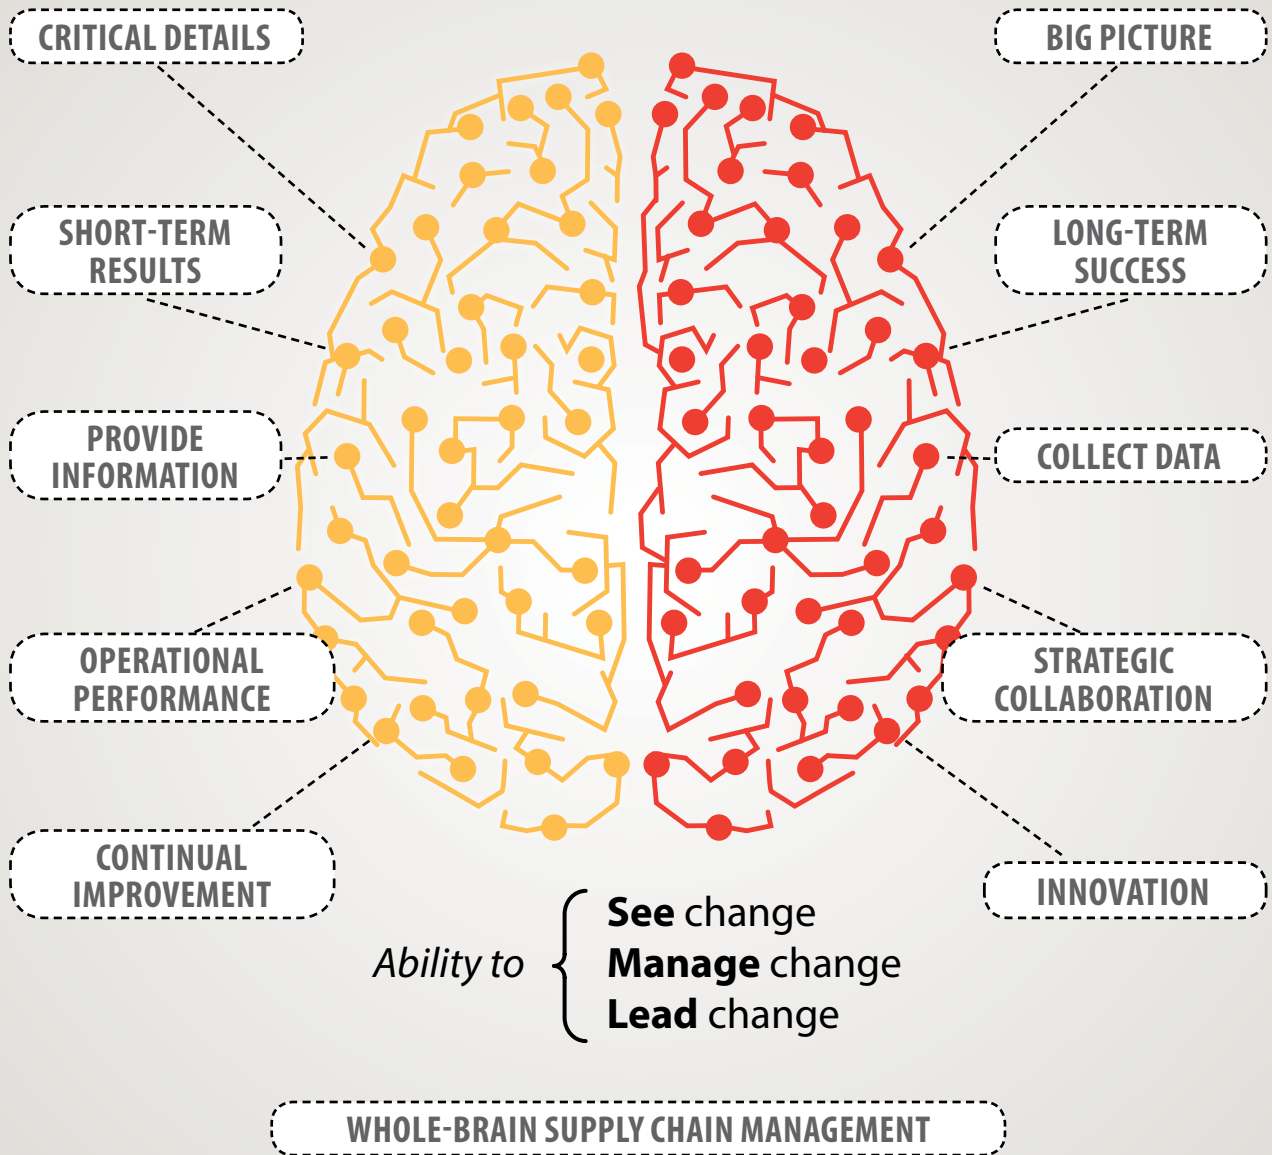 CRITICAL DETAILS
BIG PICTURE
SHORT-TERM
RESULTS
LONG-TERM
SUCCESS
PROVIDE
INFORMATION
COLLECT DATA
OPERATIONAL
PERFORMANCE
STRATEGIC
COLLABORATION
CONTINUAL
IMPROVEMENT
INNOVATION
Ability to
See change
Manage change
Lead change
WHOLE-BRAIN SUPPLY CHAIN MANAGEMENT